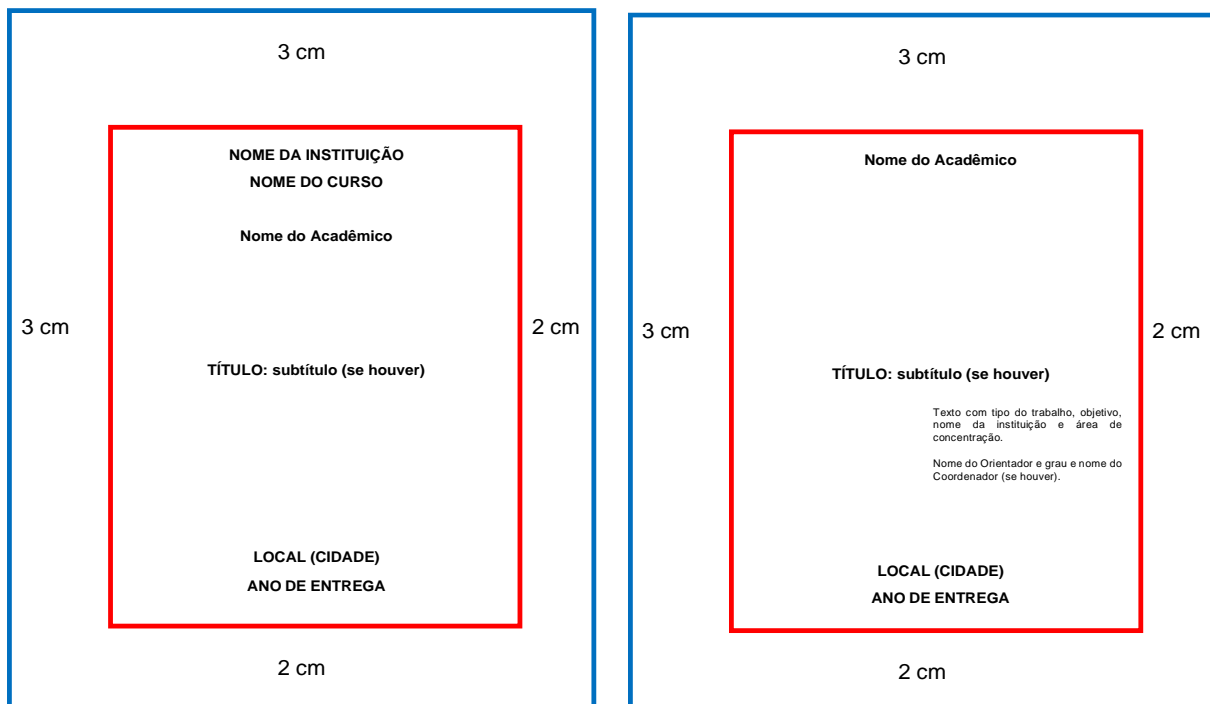 3 cm
NOME DA INSTITUIÇÃO
NOME DO CURSO
Nome do Acadêmico
3 cm
2 cm
TÍTULO: subtítulo (se houver)
LOCAL (CIDADE)
ANO DE ENTREGA
2 cm
3 cm
Nome do Acadêmico
3 cm
2 cm
TÍTULO: subtítulo (se houver)
Texto com tipo do trabalho, objetivo,
nome da instituição e área de
concentração.
Nome do Orientador e grau e nome do
Coordenador (se houver).
LOCAL (CIDADE)
ANO DE ENTREGA
2 cm